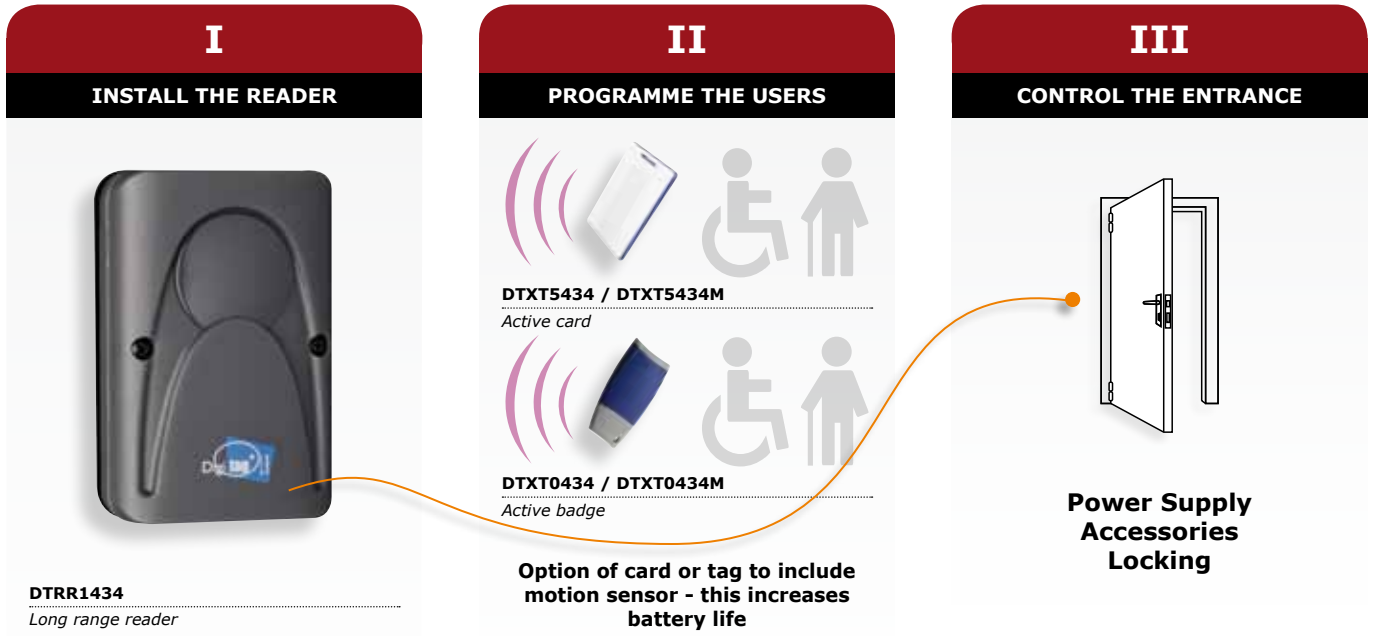 I
INSTALL THE READER
DTRR1434
Long range reader
II
PROGRAMME THE USERS
DTXT5434 / DTXT5434M
Active card
DTXT0434 / DTXT0434M
Active badge
Option of card or tag to include
motion sensor - this increases
battery life
III
CONTROL THE ENTRANCE
Power Supply
Accessories
Locking